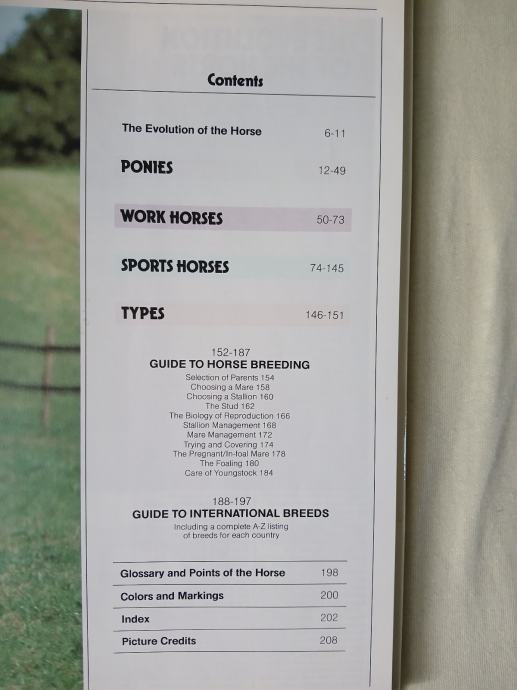 Contents
The Evolution of the Horse 6-11
PONIES 12-49
WORK HORSES 50-73
SPORTS HORSES 74-145
TYPES 146-151
152-187
GUIDE TO HORSE BREEDING
Selection of Parents 154
Choosing a Mare 158
Choosing a Stallion 160
The Stud 162
The Biology of Reproduction 166
Stallion Management 168
Mare Management 172
Trying and Covering 174
The Pregnant/In-foal Mare 178
The Foaling 180
Care of Youngstock 184
188-197
GUIDE TO INTERNATIONAL BREEDS
Including a complete A-Z listing
of breeds for each country
Glossary and Points of the Horse 198
Colors and Markings 200
Index 202
Picture Credits 208